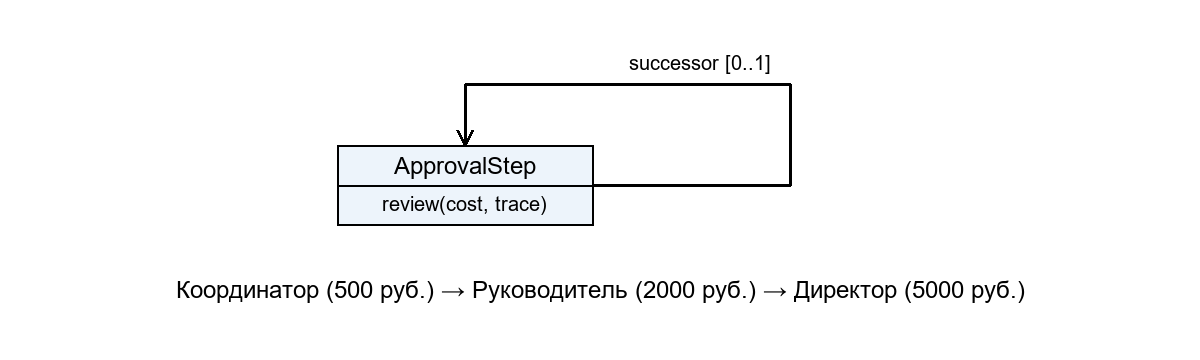 successor [0..1]
ApprovalStep
review(cost, trace)
Координатор (500 руб.) → Руководитель (2000 руб.) → Директор (5000 руб.)